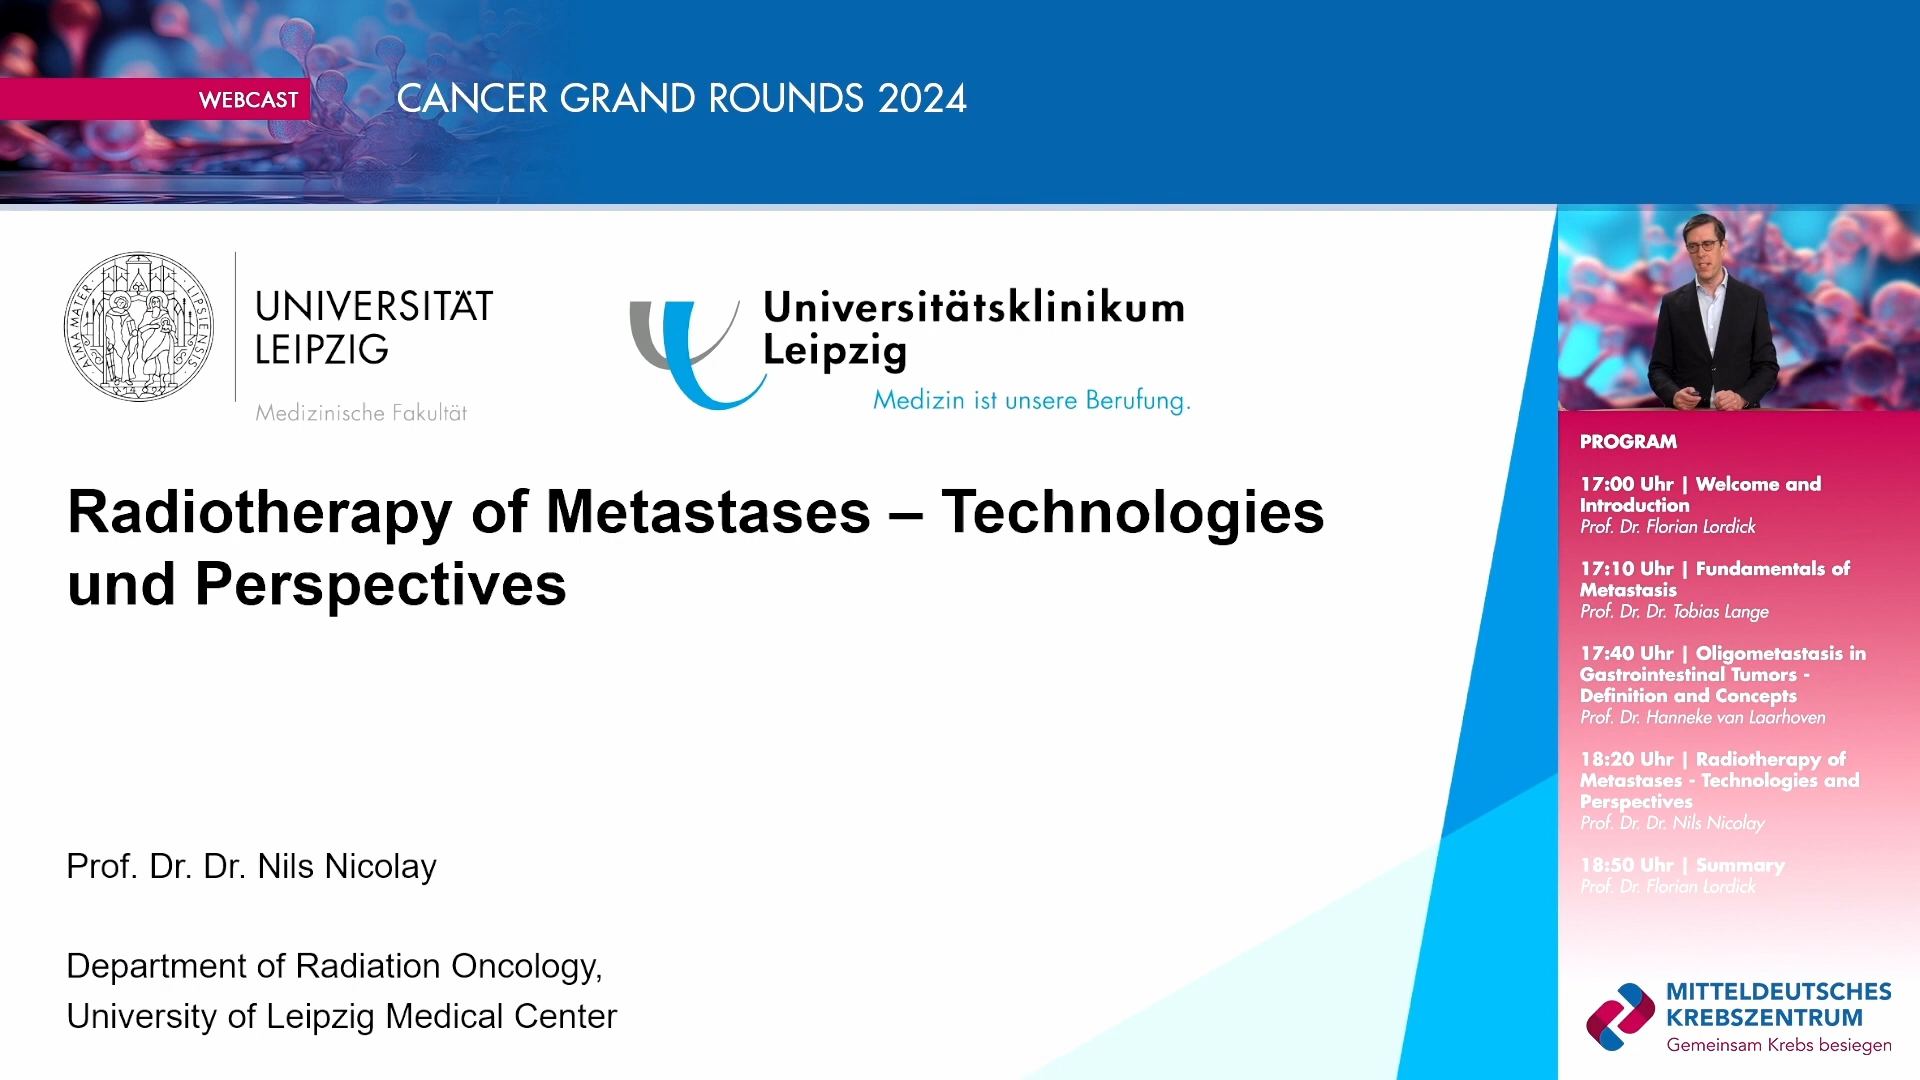 WEBCAST
CANCER GRAND ROUNDS 2024
ALMA MATER LIPSIENSIS
UNIVERSITÄT
LEIPZIG
Medizinische Fakultät
Universitätsklinikum
Leipzig
Medizin ist unsere Berufung.
Radiotherapy of Metastases – Technologies
und Perspectives
Prof. Dr. Dr. Nils Nicolay
Department of Radiation Oncology,
University of Leipzig Medical Center
PROGRAM
17:00 Uhr | Welcome and
Introduction
Prof. Dr. Florian Lordick
17:10 Uhr | Fundamentals of
Metastasis
Prof. Dr. Dr. Tobias Lange
17:40 Uhr | Oligometastasis in
Gastrointestinal Tumors -
Definition and Concepts
Prof. Dr. Hanneke van Laarhoven
18:20 Uhr | Radiotherapy of
Metastases - Technologies and
Perspectives
Prof. Dr. Dr. Nils Nicolay
18:50 Uhr | Summary
Prof. Dr. Florian Lordick
MITTELDEUTSCHES
KREBSZENTRUM
Gemeinsam Krebs besiegen